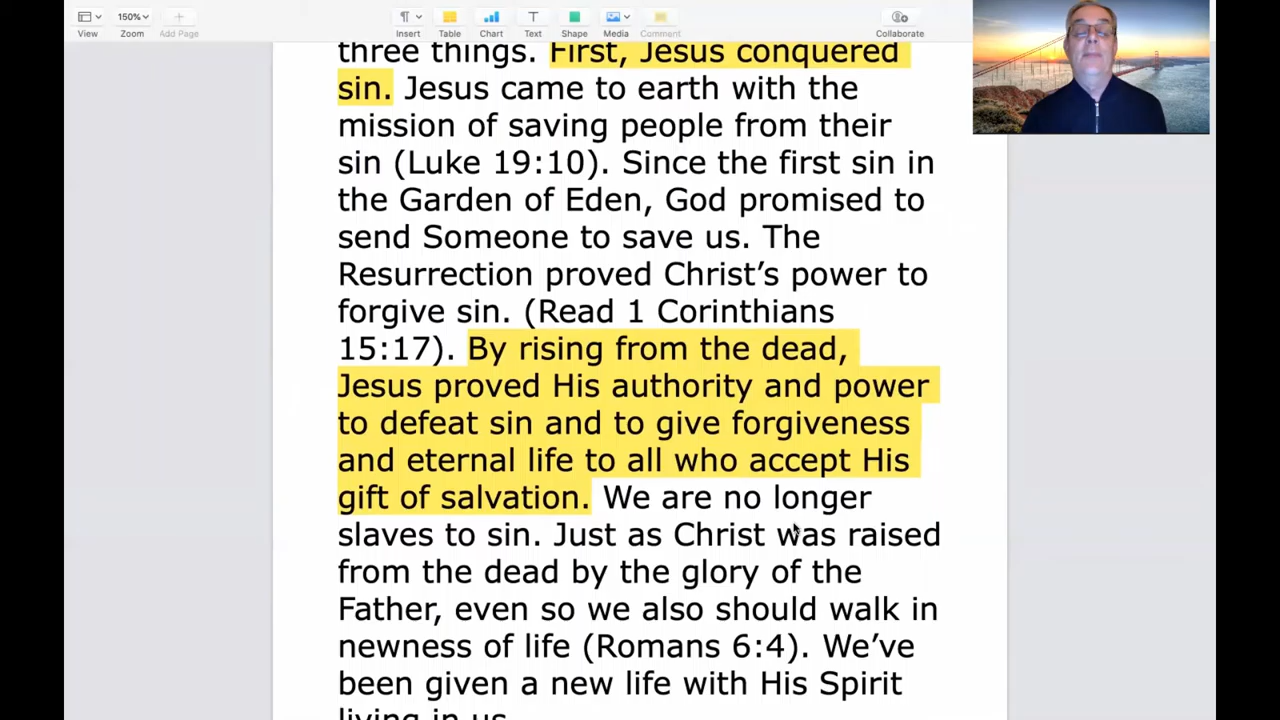 150%
View
Zoom
Add Page
Insert
Table
Chart
Text
Shape
Media
Comment
Collaborate
three things. First, Jesus conquered
sin. Jesus came to earth with the
mission of saving people from their
sin (Luke 19:10). Since the first sin in
the Garden of Eden, God promised to
send Someone to save us. The
Resurrection proved Christ’s power to
forgive sin. (Read 1 Corinthians
15:17). By rising from the dead,
Jesus proved His authority and power
to defeat sin and to give forgiveness
and eternal life to all who accept His
gift of salvation. We are no longer
slaves to sin. Just as Christ was raised
from the dead by the glory of the
Father, even so we also should walk in
newness of life (Romans 6:4). We’ve
been given a new life with His Spirit
living in us.